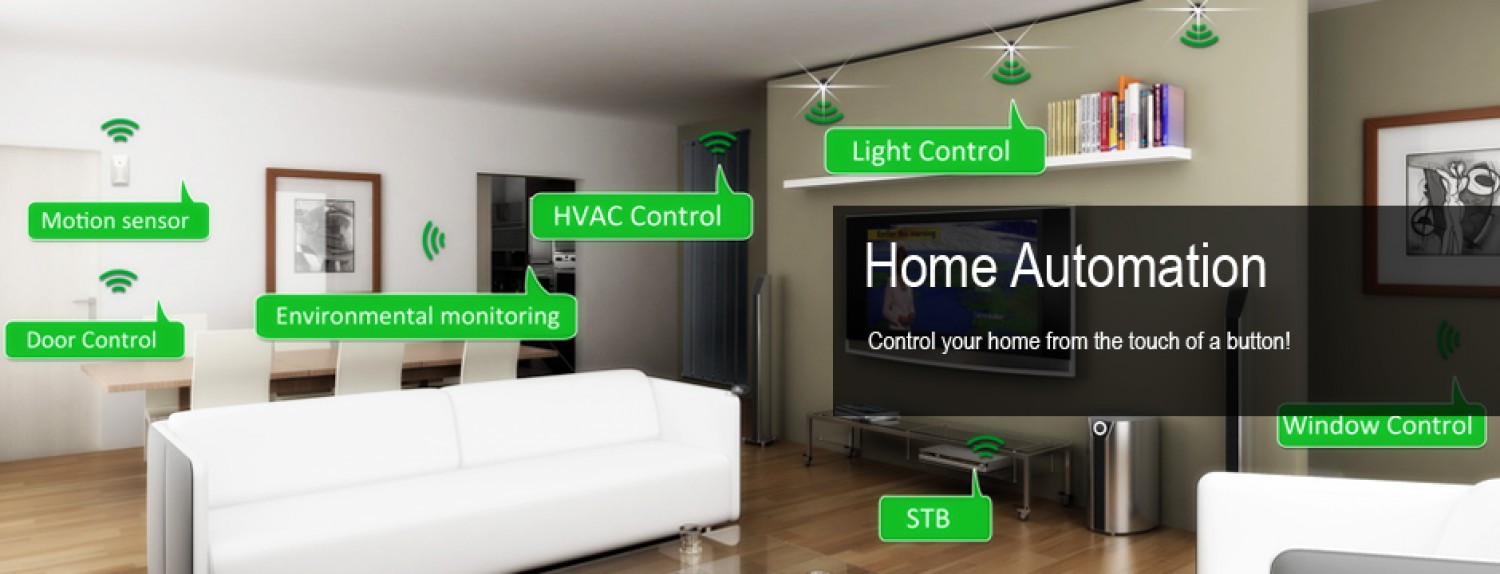 Light Control
Motion sensor
HVAC Control
Home Automation
Environmental monitoring
Door Control
Control your home from the touch of a button!
Window Control
STB